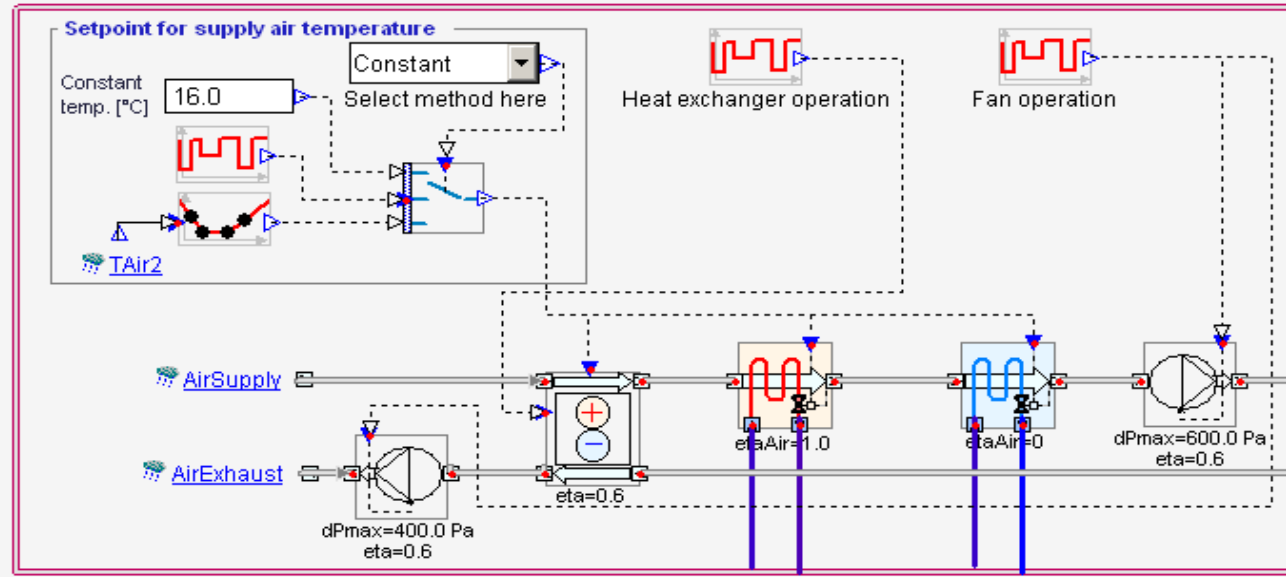 Setpoint for supply air temperature
Constant
Constant
temp. [°C]
16.0
Select method here
Heat exchanger operation
Fan operation
TAir2
AirSupply
etaAir=1.0
etaAir=0
dPmax=600.0 Pa
eta=0.6
AirExhaust
eta=0.6
dPmax=400.0 Pa
eta=0.6